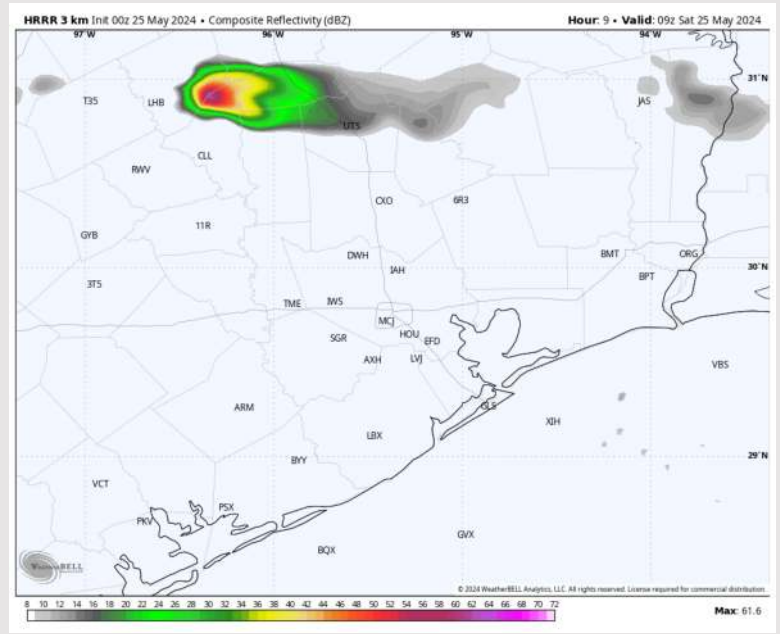 HRRR 3 km Init 00z 25 May 2024 • Composite Reflectivity (dBZ) Hour: 9 • Valid: 09z Sat 25 May 2024
97°W 96°W 95°W 94°W
31°N
T35 LHB JAS
UTS
CLL
RWV
CXO 6R3
11R
GYB
DWH BMT ORG
IAH 30°N
3T5 BPT
TME IWS
MCJ
SGR HOU EFD
AXH LVJ VBS
ARM GLS
LBX XIH
BYY 29°N
VCT
PSX
PKV
GVX
BQX
WEATHERBELL
© 2024 WeatherBELL Analytics, LLC. All rights reserved. License required for commercial distribution.
8 10 12 14 16 18 20 22 24 26 28 30 32 34 36 38 40 42 44 46 48 50 52 54 56 58 60 62 64 66 68 70 72 Max: 61.6